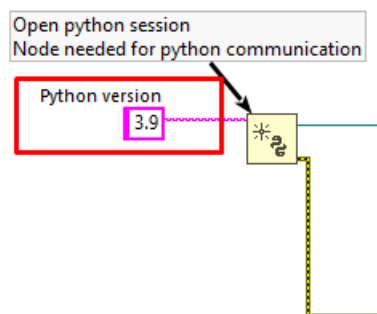 Open python session
Node needed for python communication
Python version
3.9